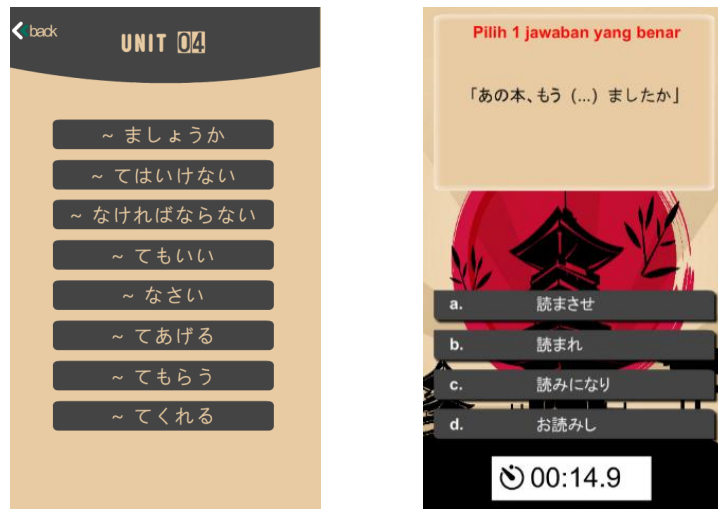 back
UNIT 04
~ ましょうか
~ てはいけない
~ なければならない
~ てもいい
~ なさい
~ てあげる
~ てもらう
~ てくれる
Pilih 1 jawaban yang benar
「あの本、もう (...) ましたか」
a. 読まさせ
b. 読まれ
c. 読みになり
d. お読みし
00:14.9